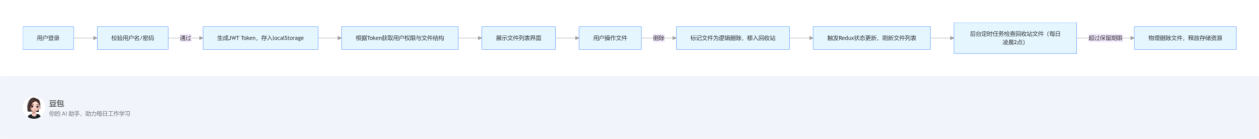 用户登录
校验用户名/密码
通过
生成JWT Token，存入localStorage
根据Token获取用户权限与文件结构
展示文件列表界面
用户操作文件
删除
标记文件为逻辑删除，移入回收站
触发Redux状态更新，刷新文件列表
后台定时任务检查回收站文件（每日
凌晨2点）
超过保留期限
物理删除文件，释放存储资源
豆包
你的 AI 助手，助力每日工作学习